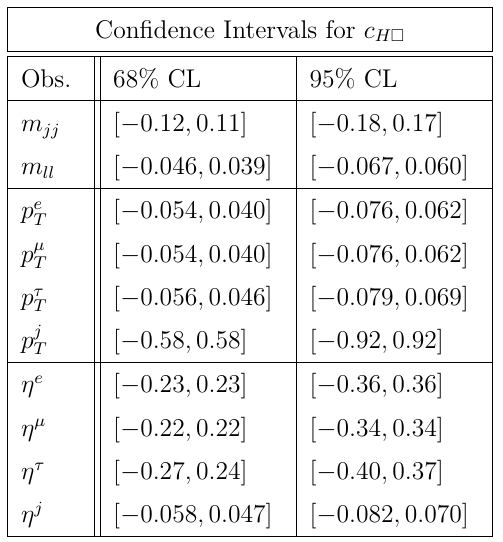 Confidence Intervals for $c_{H\square}$
Obs. 68% CL 95% CL
$m_{jj}$ [−0.12, 0.11] [−0.18, 0.17]
$m_{ll}$ [−0.046, 0.039] [−0.067, 0.060]
$p_T^e$ [−0.054, 0.040] [−0.076, 0.062]
$p_T^\mu$ [−0.054, 0.040] [−0.076, 0.062]
$p_T^\tau$ [−0.056, 0.046] [−0.079, 0.069]
$p_T^j$ [−0.58, 0.58] [−0.92, 0.92]
$\eta^e$ [−0.23, 0.23] [−0.36, 0.36]
$\eta^\mu$ [−0.22, 0.22] [−0.34, 0.34]
$\eta^\tau$ [−0.27, 0.24] [−0.40, 0.37]
$\eta^j$ [−0.058, 0.047] [−0.082, 0.070]